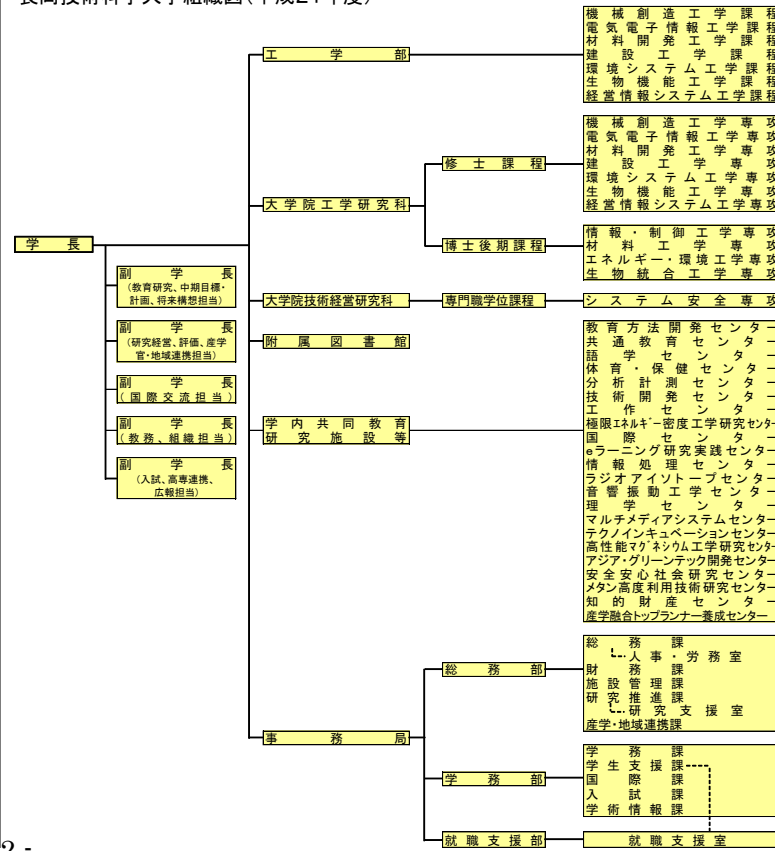 長岡技術科学大学組織図(平成21年度)
工学部
機械創造工学課程
電気電子情報工学課程
材料開発工学課程
建設工学課程
環境システム工学課程
生物機能工学課程
経営情報システム工学課程
大学院工学研究科
修士課程
機械創造工学専攻
電気電子情報工学専攻
材料開発工学専攻
建設工学専攻
環境システム工学専攻
生物機能工学専攻
経営情報システム工学専攻
博士後期課程
情報・制御工学専攻
材料工学専攻
エネルギー・環境工学専攻
生物統合工学専攻
学長
副学長
(教育研究、中期目標・
計画、将来構想担当)
副学長
(研究経営、評価、産学
官・地域連携担当)
副学長
(国際交流担当)
副学長
(教務、組織担当)
副学長
(入試、高専連携、
広報担当)
大学院技術経営研究科
専門職学位課程
システム安全専攻
附属図書館
学内共同教育
研究施設等
教育方法開発センター
共通教育センター
語学センター
体育・保健センター
分析計測センター
技術開発センター
工作センター
極限エネルギー密度工学研究センター
国際センター
eラーニング研究実践センター
情報処理センター
ラジオアイソトープセンター
音響振動工学センター
理学センター
マルチメディアシステムセンター
テクノインキュベーションセンター
高性能マグネシウム工学研究センター
アジア・グリーンテック開発センター
安全安心社会研究センター
メタン高度利用技術研究センター
知的財産センター
産学融合トップランナー養成センター
事務局
総務部
総務課
人事・労務室
財務課
施設管理課
研究推進課
研究支援室
産学・地域連携課
学務部
学務課
学生支援課
国際課
入試課
学術情報課
就職支援部
就職支援室
2 -